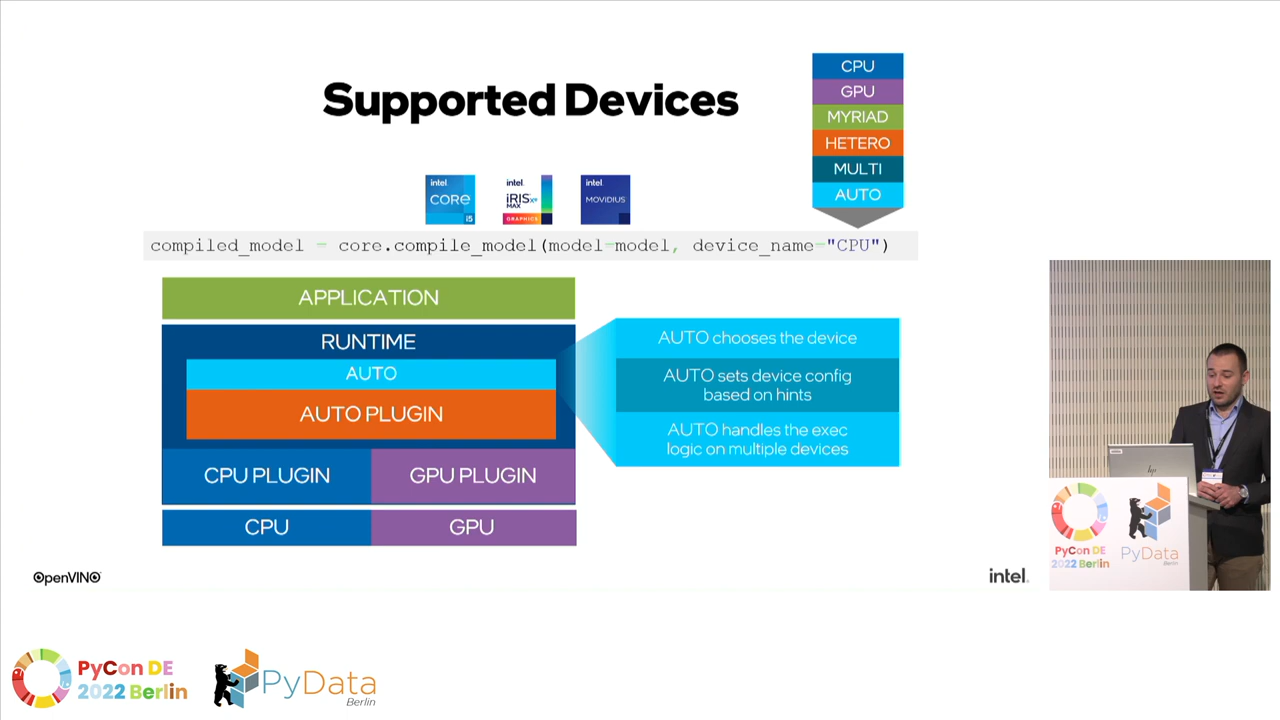 Supported Devices
CPU
GPU
MYRIAD
HETERO
MULTI
AUTO
intel.
CORE
i5
intel.
iRIS Xe
MAX
GRAPHICS
intel.
MOVIDIUS
compiled_model = core.compile_model(model=model, device_name="CPU")
APPLICATION
RUNTIME
AUTO
AUTO PLUGIN
CPU PLUGIN
GPU PLUGIN
CPU
GPU
AUTO chooses the device
AUTO sets device config
based on hints
AUTO handles the exec
logic on multiple devices
OpenVINO
intel.
hp
PyCon DE
2022 Berlin
PyData
Berlin
PyCon DE
2022 Berlin
PyData
Berlin